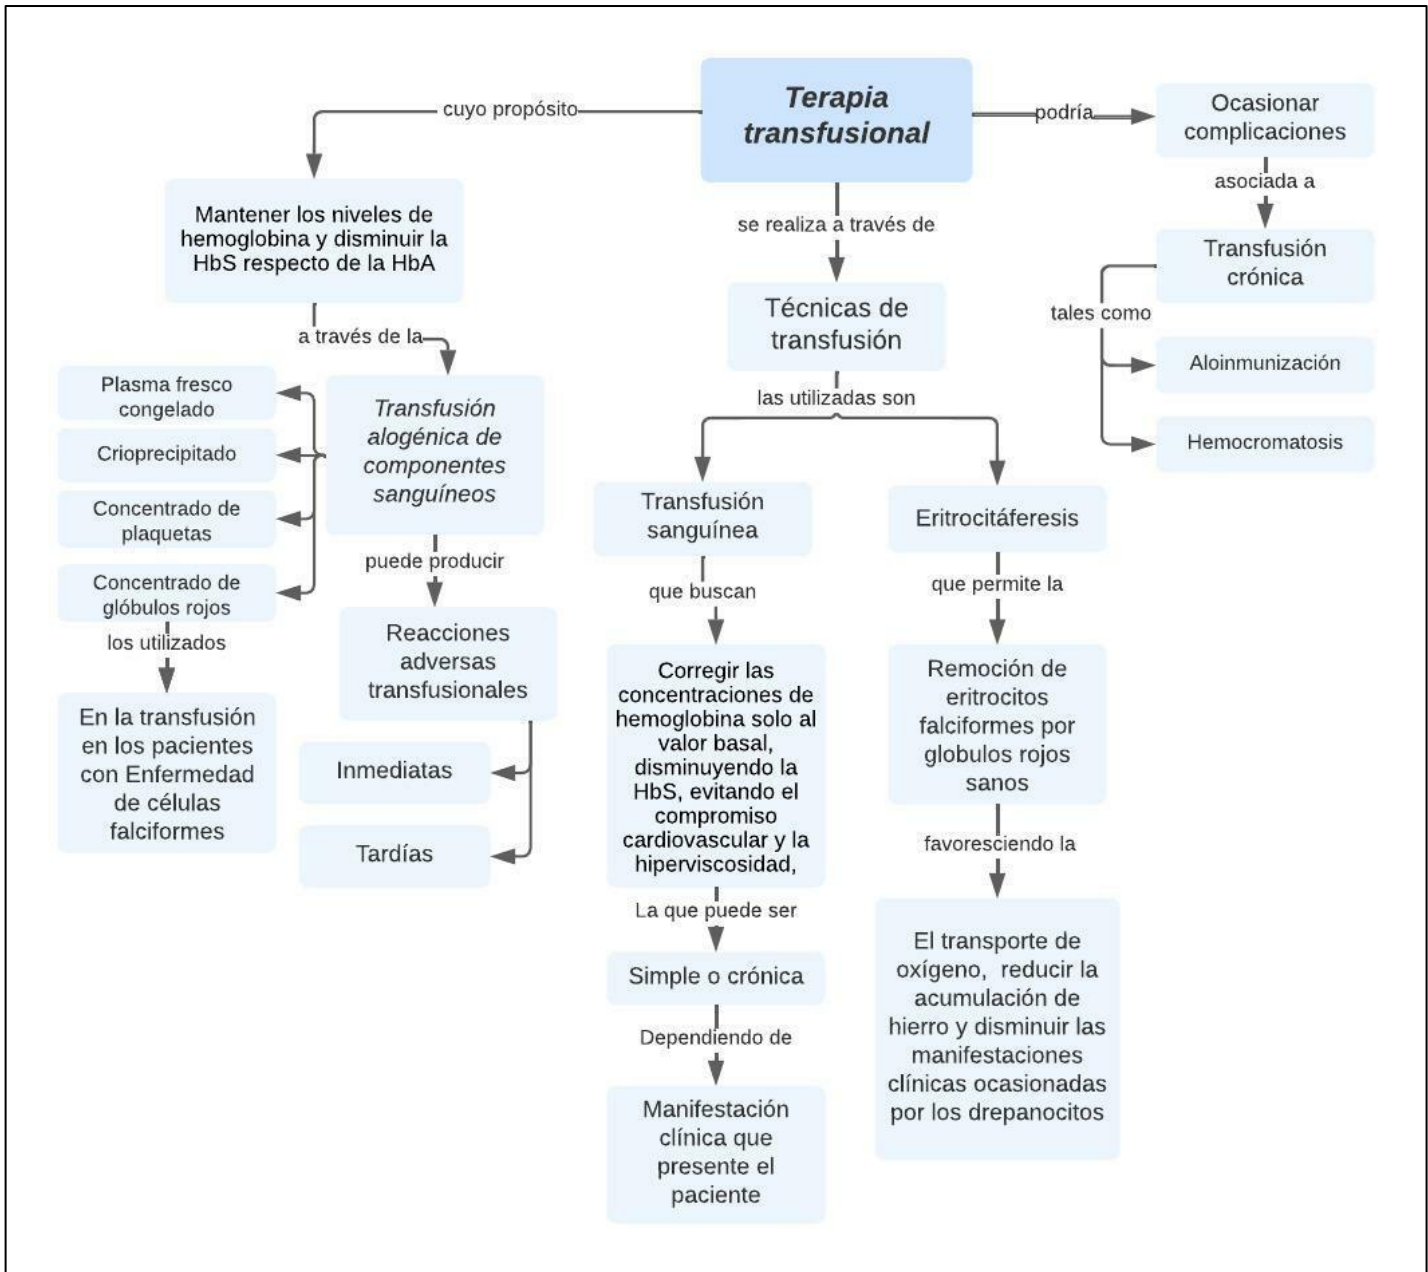 Terapia
transfusional
cuyo propósito
Mantener los niveles de
hemoglobina y disminuir la
HbS respecto de la HbA
a través de la
Transfusión
alogénica de
componentes
sanguíneos
Plasma fresco
congelado
Crioprecipitado
Concentrado de
plaquetas
Concentrado de
glóbulos rojos
los utilizados
En la transfusión
en los pacientes
con Enfermedad
de células
falciformes
puede producir
Reacciones
adversas
transfusionales
Inmediatas
Tardías
se realiza a través de
Técnicas de
transfusión
las utilizadas son
Transfusión
sanguínea
que buscan
Corregir las
concentraciones de
hemoglobina solo al
valor basal,
disminuyendo la
HbS, evitando el
compromiso
cardiovascular y la
hiperviscosidad,
La que puede ser
Simple o crónica
Dependiendo de
Manifestación
clínica que
presente el
paciente
Eritrocitáferesis
que permite la
Remoción de
eritrocitos
falciformes por
globulos rojos
sanos
favoresciendo la
El transporte de
oxígeno, reducir la
acumulación de
hierro y disminuir las
manifestaciones
clínicas ocasionadas
por los drepanocitos
podría
Ocasionar
complicaciones
asociada a
Transfusión
crónica
tales como
Aloinmunización
Hemocromatosis